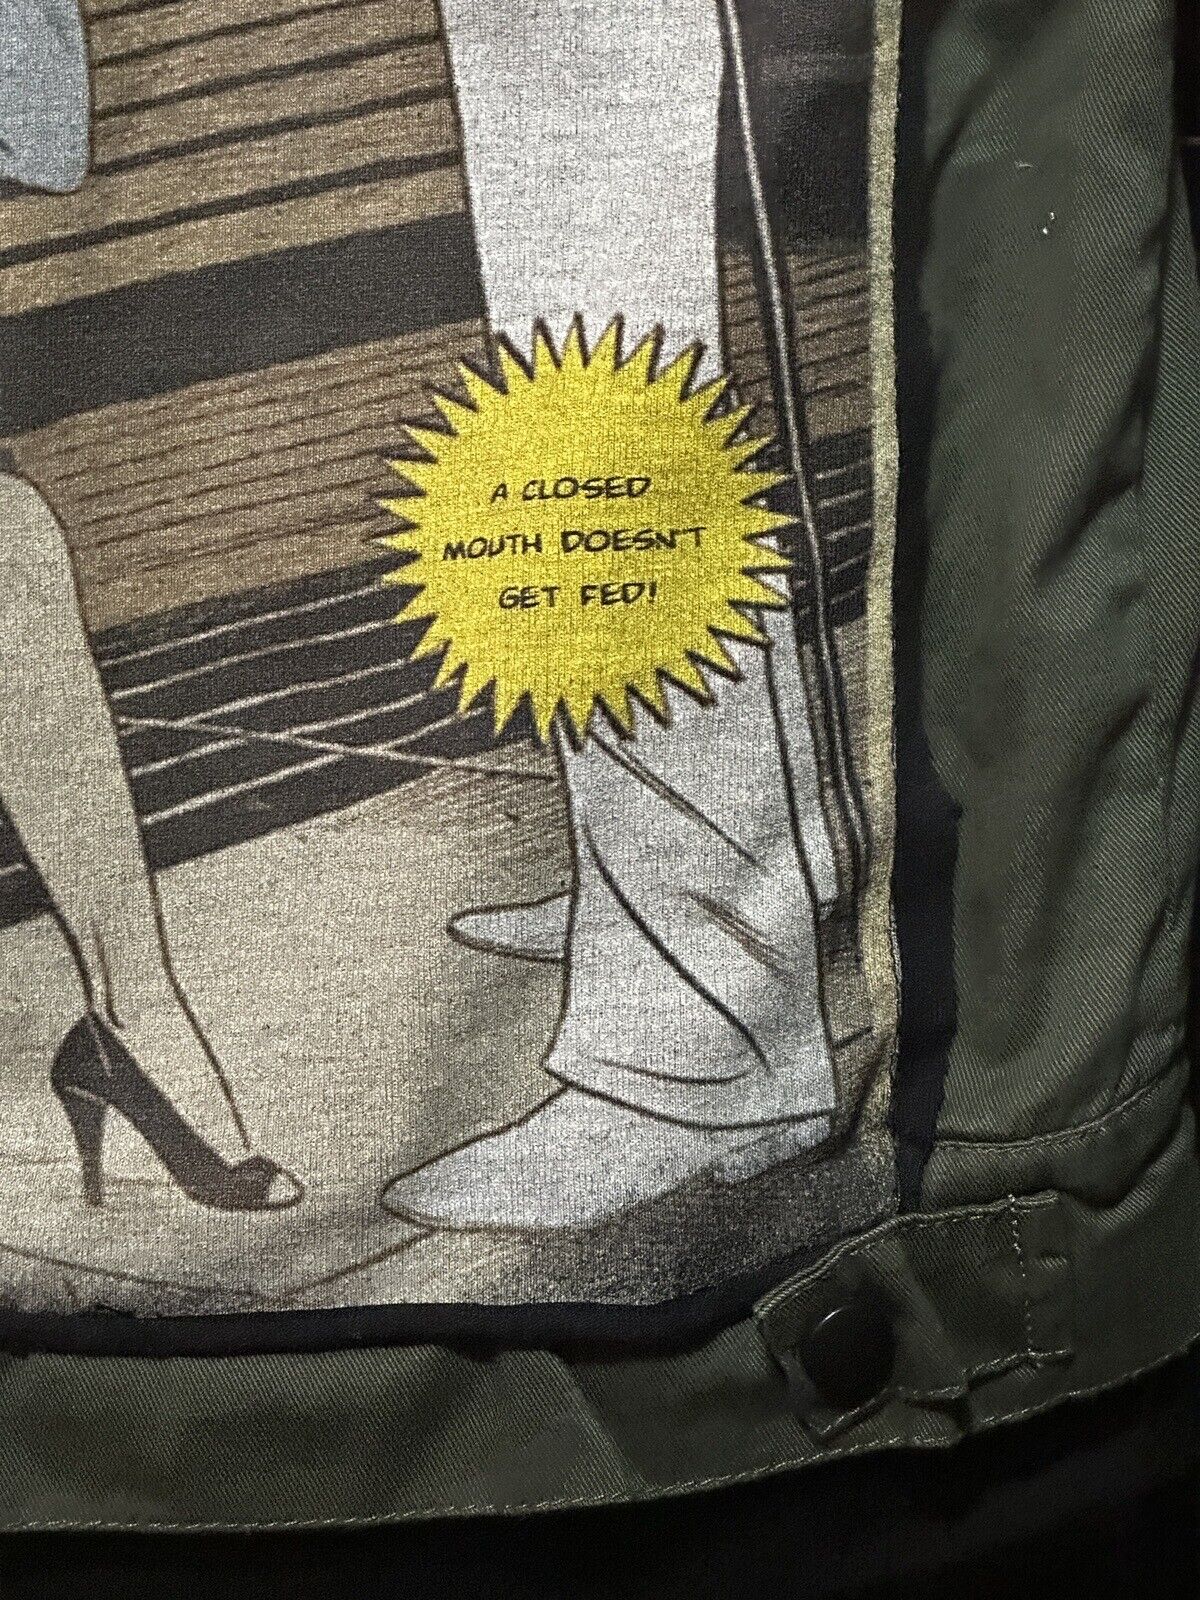 A CLOSED
MOUTH DOESN'T
GET FED!